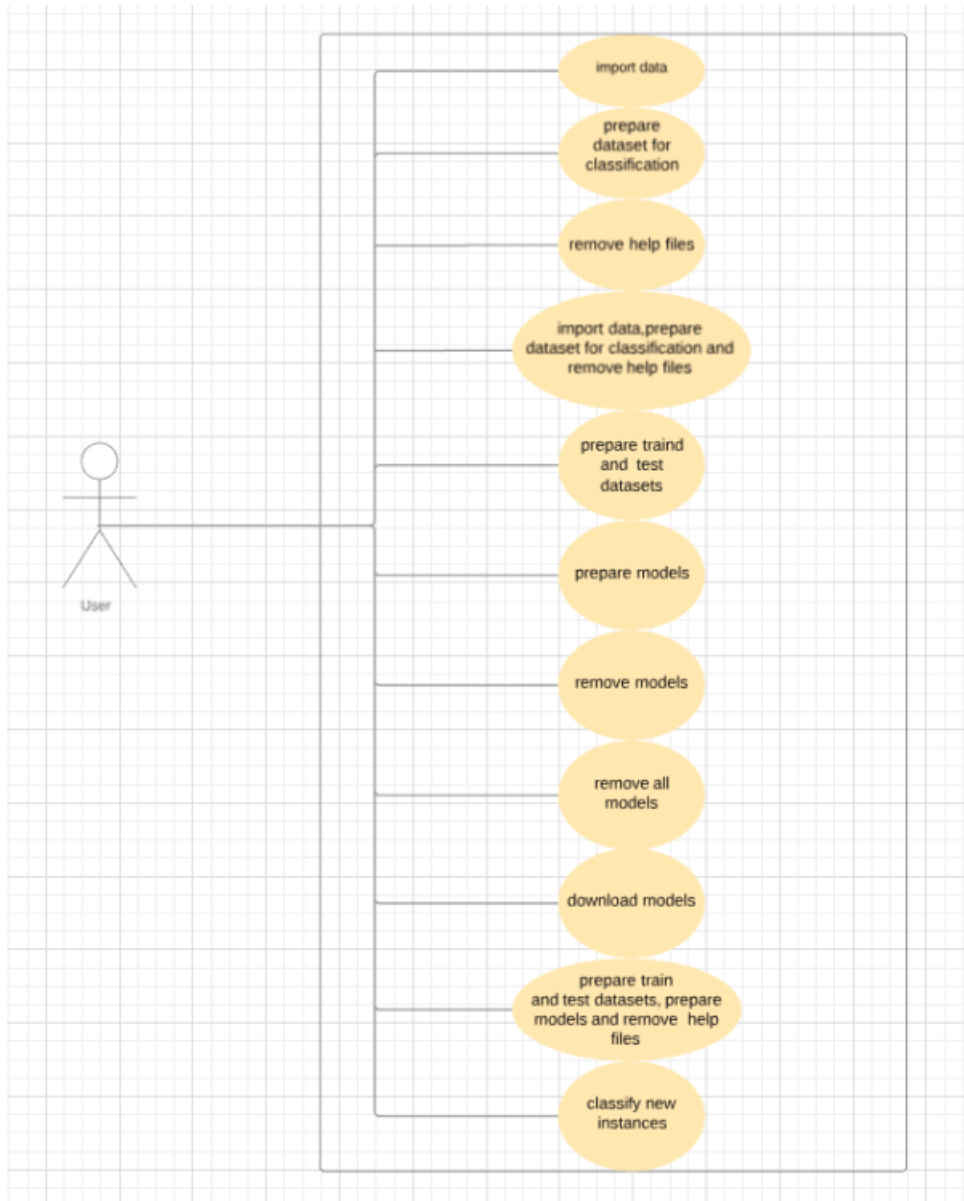 import data
prepare
dataset for
classification
remove help files
import data,prepare
dataset for classification and
remove help files
prepare traind
and test
datasets
User
prepare models
remove models
remove all
models
download models
prepare train
and test datasets, prepare
models and remove help
files
classify new
instances